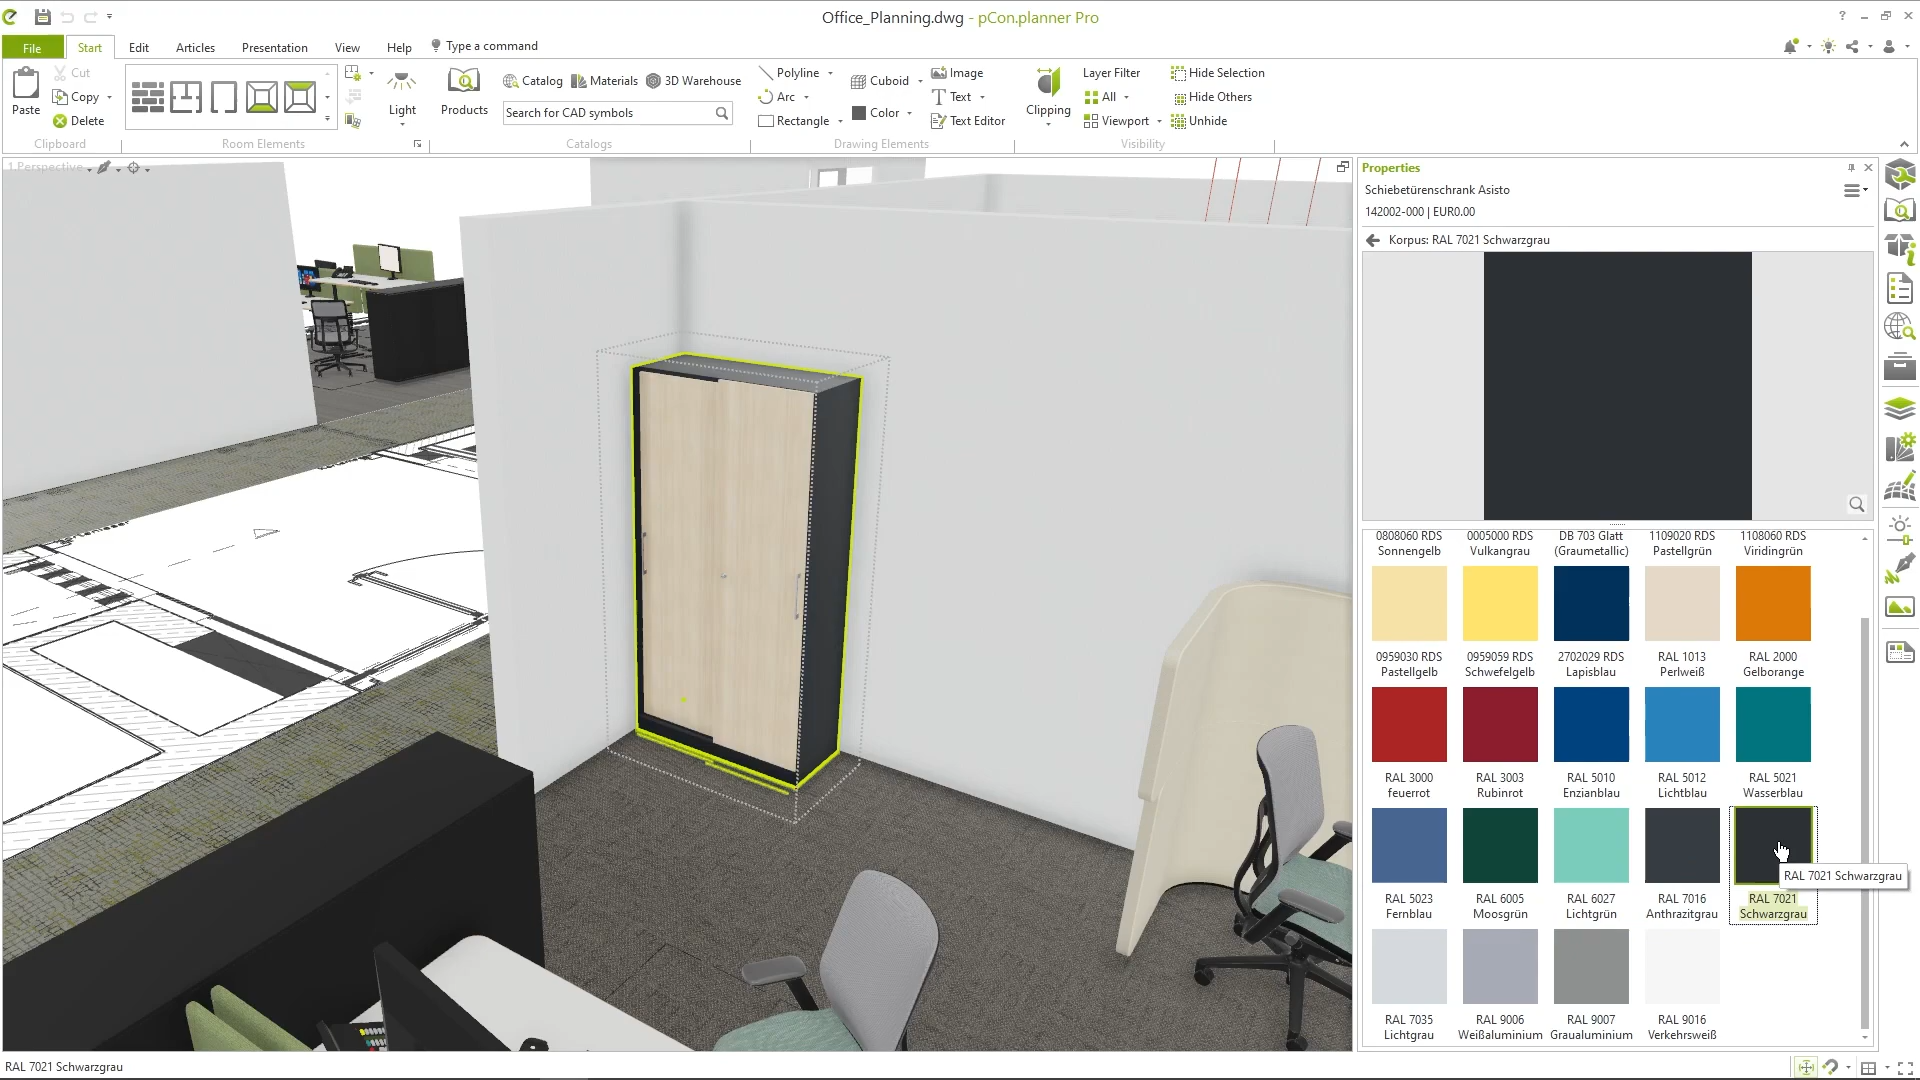 Office_Planning.dwg - pCon.planner Pro
?
File
Start
Edit
Articles
Presentation
View
Help
Type a command
Paste
Cut
Copy
Delete
Light
Products
Catalog
Materials
3D Warehouse
Search for CAD symbols
Polyline
Arc
Rectangle
Cuboid
Color
Image
Text
Text Editor
Clipping
Layer Filter
All
Viewport
Hide Selection
Hide Others
Unhide
Clipboard
Room Elements
Catalogs
Drawing Elements
Visibility
1 Perspective
Properties
Schiebetürenschrank Asisto
142002-000 | EUR0.00
Korpus: RAL 7021 Schwarzgrau
0808060 RDS
Sonnengelb
0005000 RDS
Vulkangrau
DB 703 Glatt
(Graumetallic)
1109020 RDS
Pastellgrün
1108060 RDS
Viridingrün
0959030 RDS
Pastellgelb
0959059 RDS
Schwefelgelb
2702029 RDS
Lapisblau
RAL 1013
Perlweiß
RAL 2000
Gelborange
RAL 3000
feuerrot
RAL 3003
Rubinrot
RAL 5010
Enzianblau
RAL 5012
Lichtblau
RAL 5021
Wasserblau
RAL 7021 Schwarzgrau
RAL 5023
Fernblau
RAL 6005
Moosgrün
RAL 6027
Lichtgrün
RAL 7016
Anthrazitgrau
RAL 7021
Schwarzgrau
RAL 7035
Lichtgrau
RAL 9006
Weißaluminium
RAL 9007
Graualuminium
RAL 9016
Verkehrsweiß
RAL 7021 Schwarzgrau